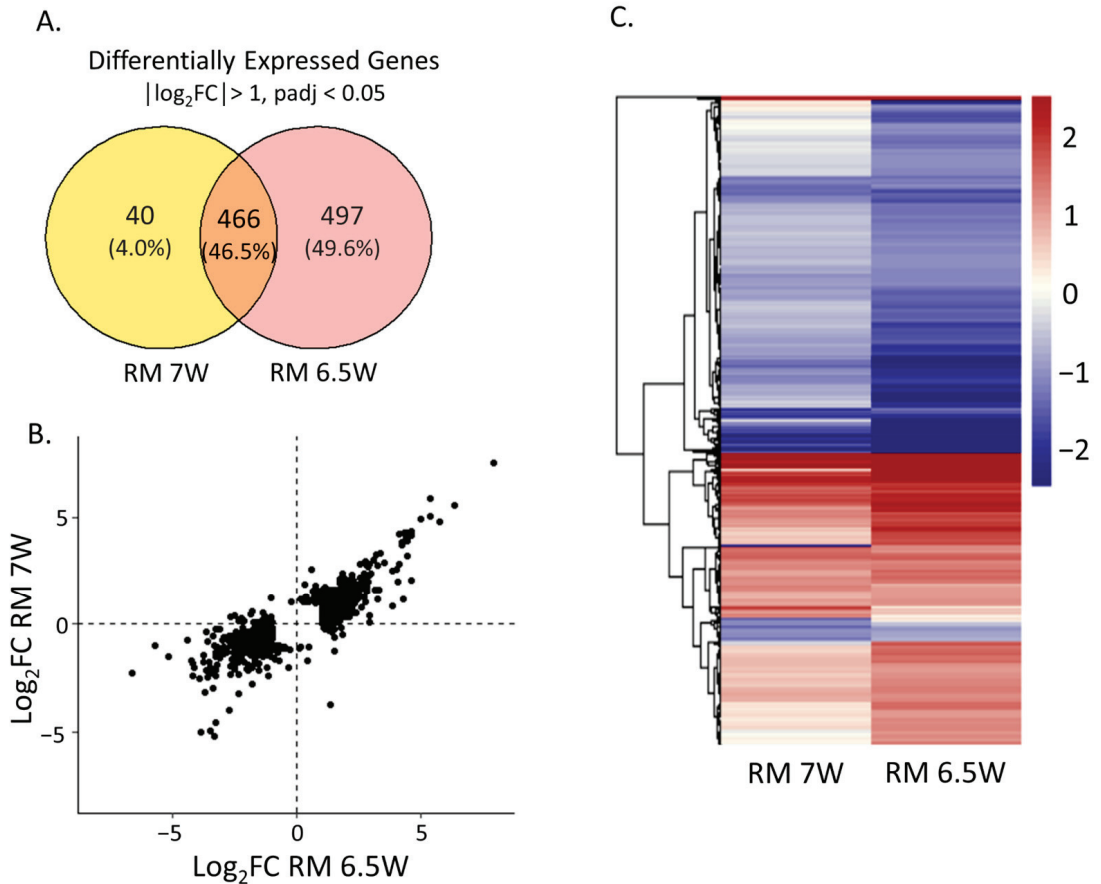 A.
Differentially Expressed Genes
|log₂FC| > 1, padj < 0.05
40
(4.0%)
466
(46.5%)
497
(49.6%)
RM 7W
RM 6.5W
B.
Log₂FC RM 7W
5
0
−5
−5
0
5
Log₂FC RM 6.5W
C.
2
1
0
−1
−2
RM 7W
RM 6.5W